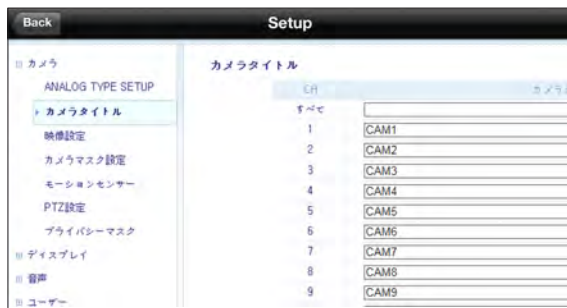 Back
Setup
カメラ
ANALOG TYPE SETUP
カメラタイトル
映像設定
カメラマスク設定
モーションセンサー
PTZ設定
プライバシーマスク
ディスプレイ
音声
ユーザー
カメラタイトル
CH
すべて
1 CAM1
2 CAM2
3 CAM3
4 CAM4
5 CAM5
6 CAM6
7 CAM7
8 CAM8
9 CAM9